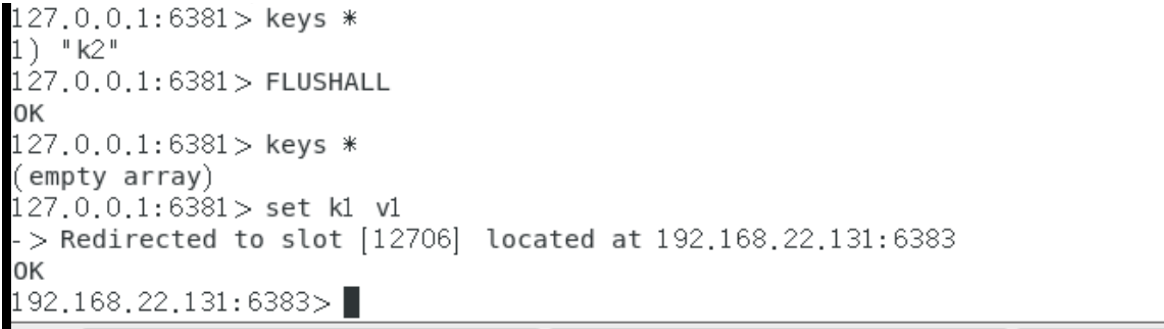 127.0.0.1:6381> keys *
1) "k2"
127.0.0.1:6381> FLUSHALL
OK
127.0.0.1:6381> keys *
(empty array)
127.0.0.1:6381> set k1 v1
-> Redirected to slot [12706] located at 192.168.22.131:6383
OK
192.168.22.131:6383>